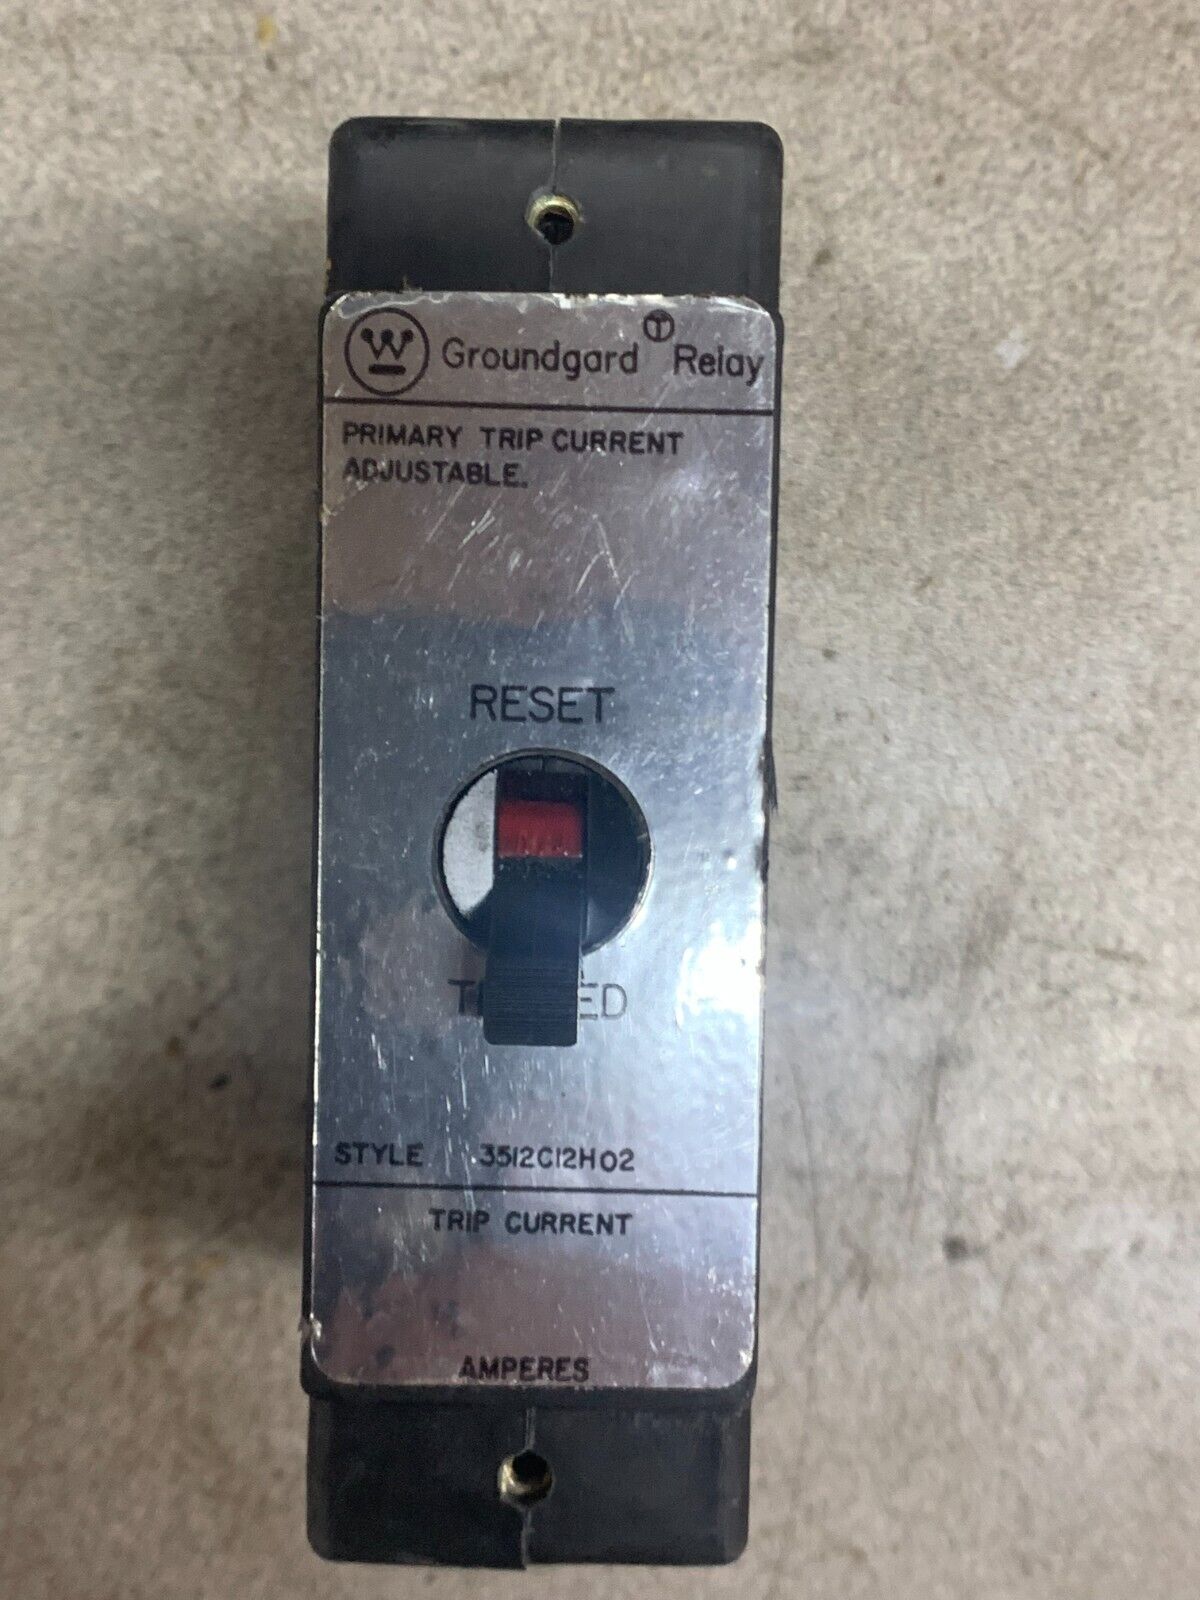 W Groundgard Ⓣ Relay
PRIMARY TRIP CURRENT
ADJUSTABLE.
RESET
STYLE 3512C12H02
TRIP CURRENT
AMPERES